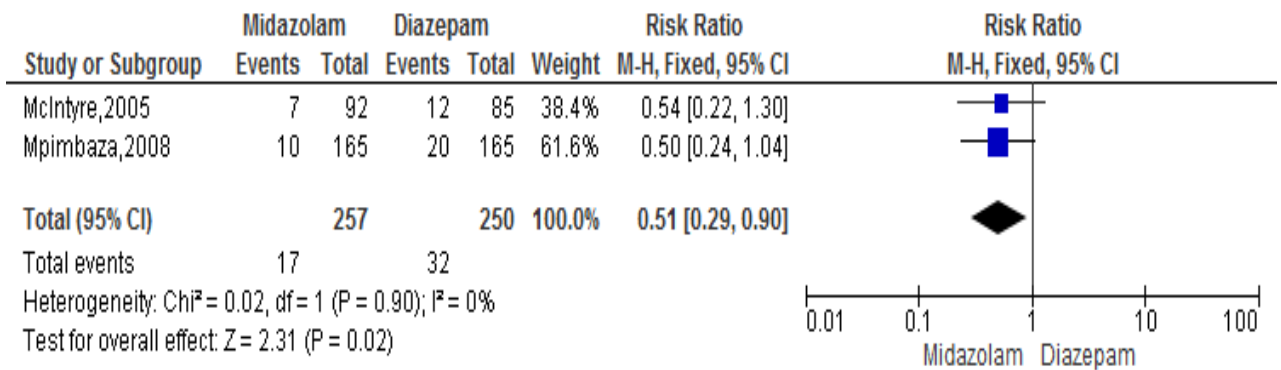 Midazolam Diazepam Risk Ratio Risk Ratio
Study or Subgroup Events Total Events Total Weight M-H, Fixed, 95% CI M-H, Fixed, 95% CI
McIntyre,2005 7 92 12 85 38.4% 0.54 [0.22, 1.30]
Mpimbaza,2008 10 165 20 165 61.6% 0.50 [0.24, 1.04]
Total (95% CI) 257 250 100.0% 0.51 [0.29, 0.90]
Total events 17 32
Heterogeneity: Chi² = 0.02, df = 1 (P = 0.90); I² = 0%
Test for overall effect: Z = 2.31 (P = 0.02)
0.01 0.1 1 10 100
Midazolam Diazepam